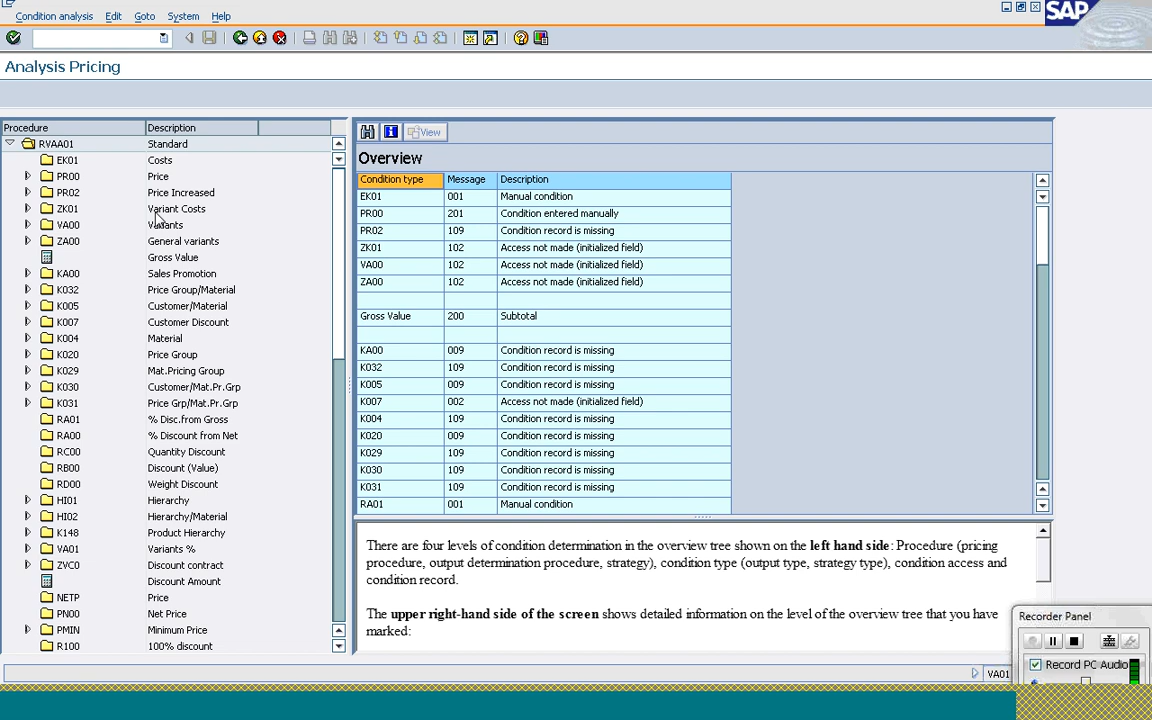 Condition analysis Edit Goto System Help
SAP
Analysis Pricing
Procedure Description
RVAA01 Standard
EK01 Costs
PR00 Price
PR02 Price Increased
ZK01 Variant Costs
VA00 Variants
ZA00 General variants
Gross Value
KA00 Sales Promotion
K032 Price Group/Material
K005 Customer/Material
K007 Customer Discount
K004 Material
K020 Price Group
K029 Mat.Pricing Group
K030 Customer/Mat.Pr.Grp
K031 Price Grp/Mat.Pr.Grp
RA01 % Disc.from Gross
RA00 % Discount from Net
RC00 Quantity Discount
RB00 Discount (Value)
RD00 Weight Discount
HI01 Hierarchy
HI02 Hierarchy/Material
K148 Product Hierarchy
VA01 Variants %
ZVC0 Discount contract
Discount Amount
NETP Price
PN00 Net Price
PMIN Minimum Price
R100 100% discount
View
Overview
Condition type Message Description
EK01 001 Manual condition
PR00 201 Condition entered manually
PR02 109 Condition record is missing
ZK01 102 Access not made (initialized field)
VA00 102 Access not made (initialized field)
ZA00 102 Access not made (initialized field)
Gross Value 200 Subtotal
KA00 009 Condition record is missing
K032 109 Condition record is missing
K005 009 Condition record is missing
K007 002 Access not made (initialized field)
K004 109 Condition record is missing
K020 009 Condition record is missing
K029 109 Condition record is missing
K030 109 Condition record is missing
K031 109 Condition record is missing
RA01 001 Manual condition
There are four levels of condition determination in the overview tree shown on the left hand side: Procedure (pricing
procedure, output determination procedure, strategy), condition type (output type, strategy type), condition access and
condition record.
The upper right-hand side of the screen shows detailed information on the level of the overview tree that you have
marked:
VA01
Recorder Panel
Record PC Audio